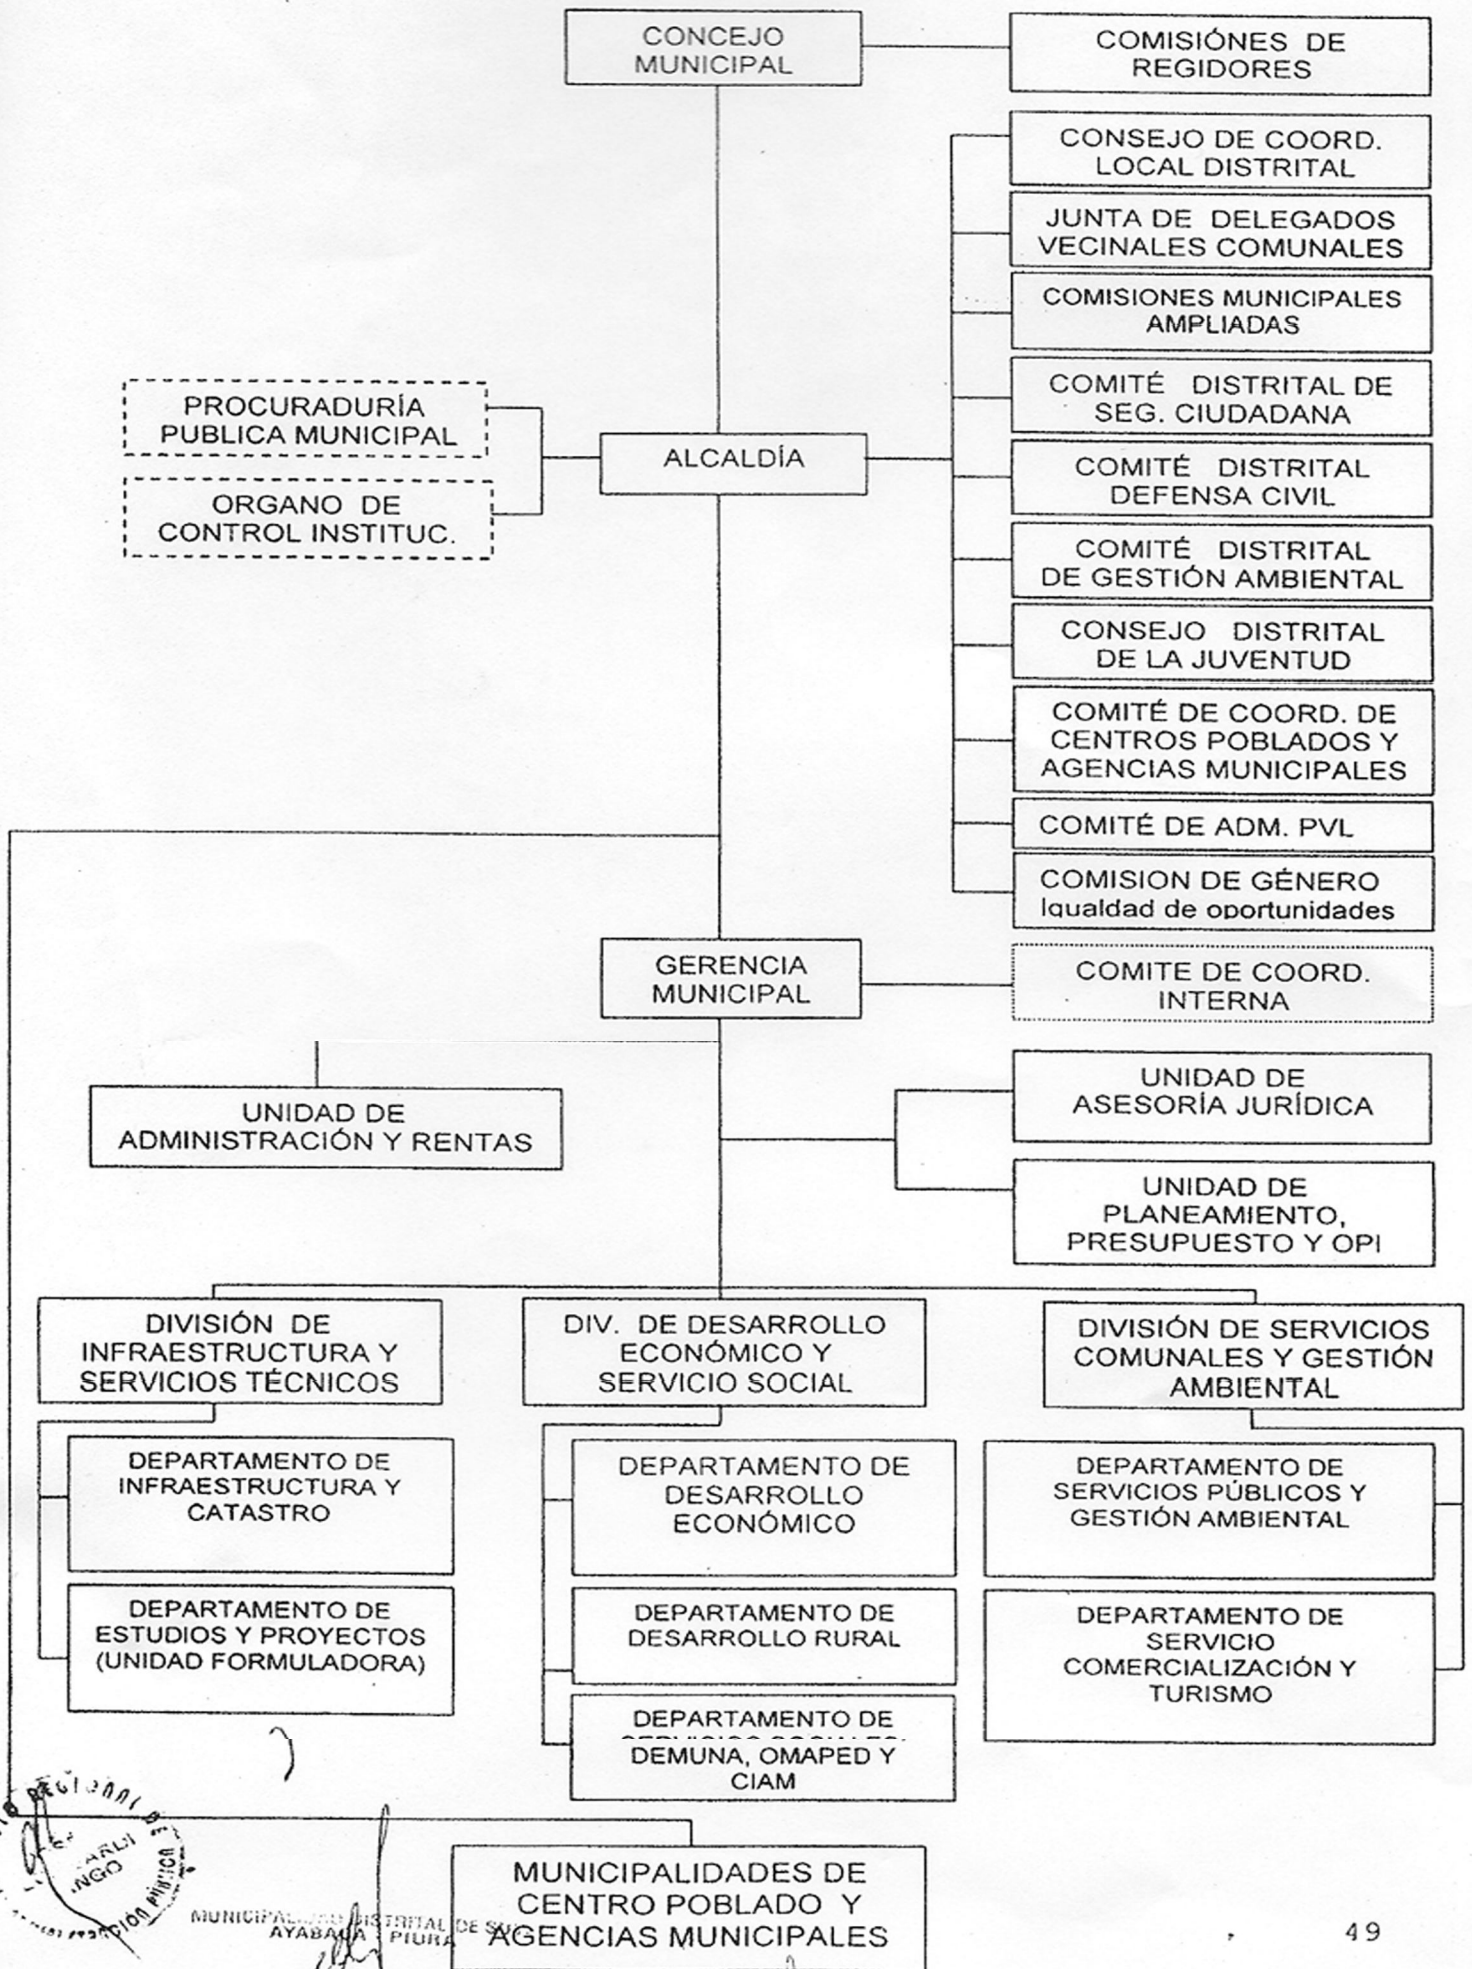 CONCEJO
MUNICIPAL
COMISIÓNES DE
REGIDORES
CONSEJO DE COORD.
LOCAL DISTRITAL
JUNTA DE DELEGADOS
VECINALES COMUNALES
COMISIONES MUNICIPALES
AMPLIADAS
COMITÉ DISTRITAL DE
SEG. CIUDADANA
PROCURADURÍA
PUBLICA MUNICIPAL
ALCALDÍA
ORGANO DE
CONTROL INSTITUC.
COMITÉ DISTRITAL
DEFENSA CIVIL
COMITÉ DISTRITAL
DE GESTIÓN AMBIENTAL
CONSEJO DISTRITAL
DE LA JUVENTUD
COMITÉ DE COORD. DE
CENTROS POBLADOS Y
AGENCIAS MUNICIPALES
COMITÉ DE ADM. PVL
COMISION DE GÉNERO
Igualdad de oportunidades
GERENCIA
MUNICIPAL
COMITE DE COORD.
INTERNA
UNIDAD DE
ADMINISTRACIÓN Y RENTAS
UNIDAD DE
ASESORÍA JURÍDICA
UNIDAD DE
PLANEAMIENTO,
PRESUPUESTO Y OPI
DIVISIÓN DE
INFRAESTRUCTURA Y
SERVICIOS TÉCNICOS
DIV. DE DESARROLLO
ECONÓMICO Y
SERVICIO SOCIAL
DIVISIÓN DE SERVICIOS
COMUNALES Y GESTIÓN
AMBIENTAL
DEPARTAMENTO DE
INFRAESTRUCTURA Y
CATASTRO
DEPARTAMENTO DE
DESARROLLO
ECONÓMICO
DEPARTAMENTO DE
SERVICIOS PÚBLICOS Y
GESTIÓN AMBIENTAL
DEPARTAMENTO DE
ESTUDIOS Y PROYECTOS
(UNIDAD FORMULADORA)
DEPARTAMENTO DE
DESARROLLO RURAL
DEPARTAMENTO DE
SERVICIO
COMERCIALIZACIÓN Y
TURISMO
DEPARTAMENTO DE
DEMUNA, OMAPED Y
CIAM
REGIONAL DE
MUNICIPALIDAD DISTRITAL DE
AYABACA PIURA
MUNICIPALIDADES DE
CENTRO POBLADO Y
AGENCIAS MUNICIPALES
49